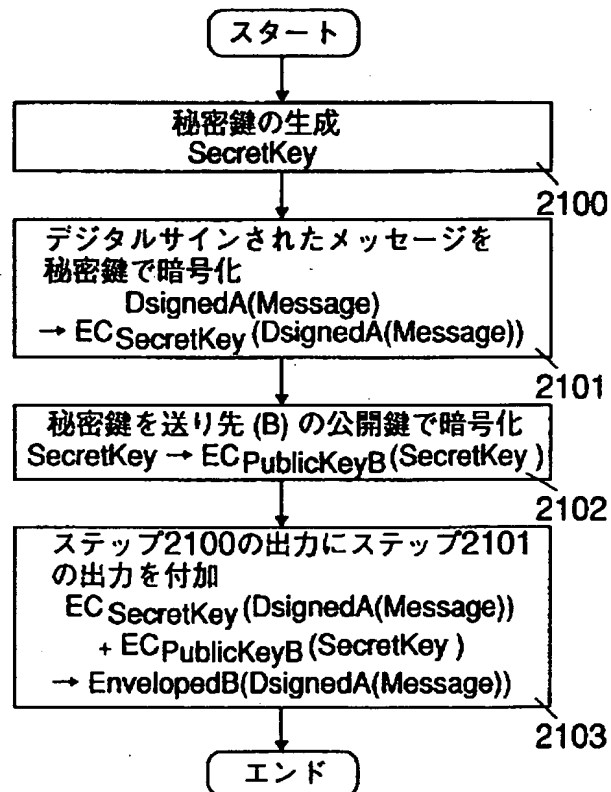 スタート
秘密鍵の生成
SecretKey
2100
デジタルサインされたメッセージを
秘密鍵で暗号化
DsignedA(Message)
→ ECSecretKey(DsignedA(Message))
2101
秘密鍵を送り先 (B) の公開鍵で暗号化
SecretKey → ECPublicKeyB(SecretKey)
2102
ステップ2100の出力にステップ2101
の出力を付加
ECSecretKey(DsignedA(Message))
+ ECPublicKeyB(SecretKey)
→ EnvelopedB(DsignedA(Message))
2103
エンド